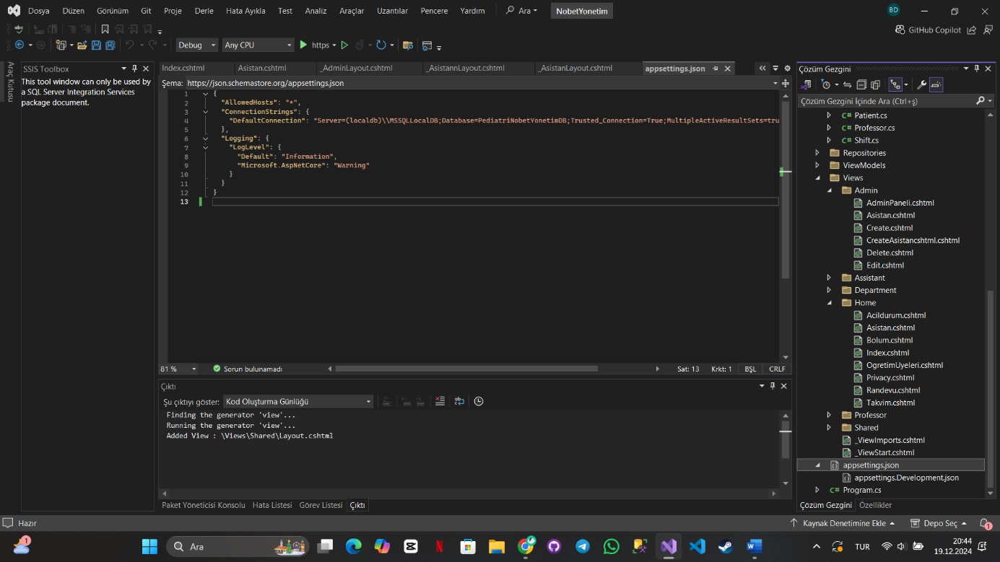 Dosya Düzen Görünüm Git Proje Derle Hata Ayıkla Test Analiz Araçlar Uzantılar Pencere Yardım Ara NobetYonetim BD
GitHub Copilot
Debug Any CPU https
Araç Kutusu
SSIS Toolbox
This tool window can only be used by
a SQL Server Integration Services
package document.
Index.cshtml Asistan.cshtml _AdminLayout.cshtml _AsistannLayout.cshtml _AsistanLayout.cshtml appsettings.json
Şema: https://json.schemastore.org/appsettings.json
1 {
2 "AllowedHosts": "*",
3 "ConnectionStrings": {
4 "DefaultConnection": "Server=(localdb)\\MSSQLLocalDB;Database=PediatriNobetYonetimDB;Trusted_Connection=True;MultipleActiveResultSets=tru
5 },
6 "Logging": {
7 "LogLevel": {
8 "Default": "Information",
9 "Microsoft.AspNetCore": "Warning"
10 }
11 }
12 }
13
81 % Sorun bulunamadı Sat: 13 Krkt: 1 BŞL CRLF
Çıktı
Şu çıktıyı göster: Kod Oluşturma Günlüğü
Finding the generator 'view'...
Running the generator 'view'...
Added View : \Views\Shared\Layout.cshtml
Paket Yöneticisi Konsolu Hata Listesi Görev Listesi Çıktı
Çözüm Gezgini
Çözüm Gezgini İçinde Ara (Ctrl+ş)
C# Patient.cs
C# Professor.cs
C# Shift.cs
Repositories
ViewModels
Views
Admin
AdminPaneli.cshtml
Asistan.cshtml
Create.cshtml
CreateAsistancshtml.cshtml
Delete.cshtml
Edit.cshtml
Assistant
Department
Home
Acildurum.cshtml
Asistan.cshtml
Bolum.cshtml
Index.cshtml
OgretimUyeleri.cshtml
Privacy.cshtml
Randevu.cshtml
Takvim.cshtml
Professor
Shared
_ViewImports.cshtml
_ViewStart.cshtml
appsettings.json
appsettings.Development.json
C# Program.cs
Çözüm Gezgini Özellikler
Hazır Kaynak Denetimine Ekle Depo Seç 1
1 Ara TUR 20:44
19.12.2024